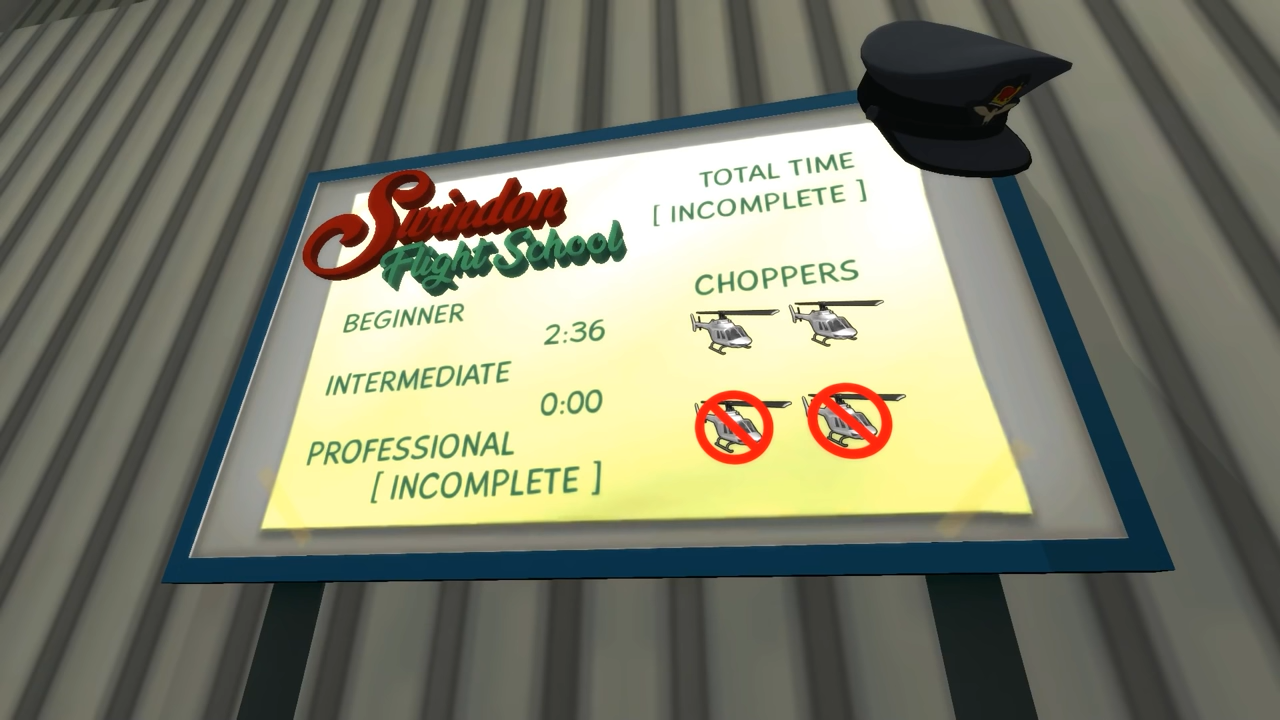 Swindon
Flight School
BEGINNER
2:36
INTERMEDIATE
0:00
PROFESSIONAL
[ INCOMPLETE ]
TOTAL TIME
[ INCOMPLETE ]
CHOPPERS